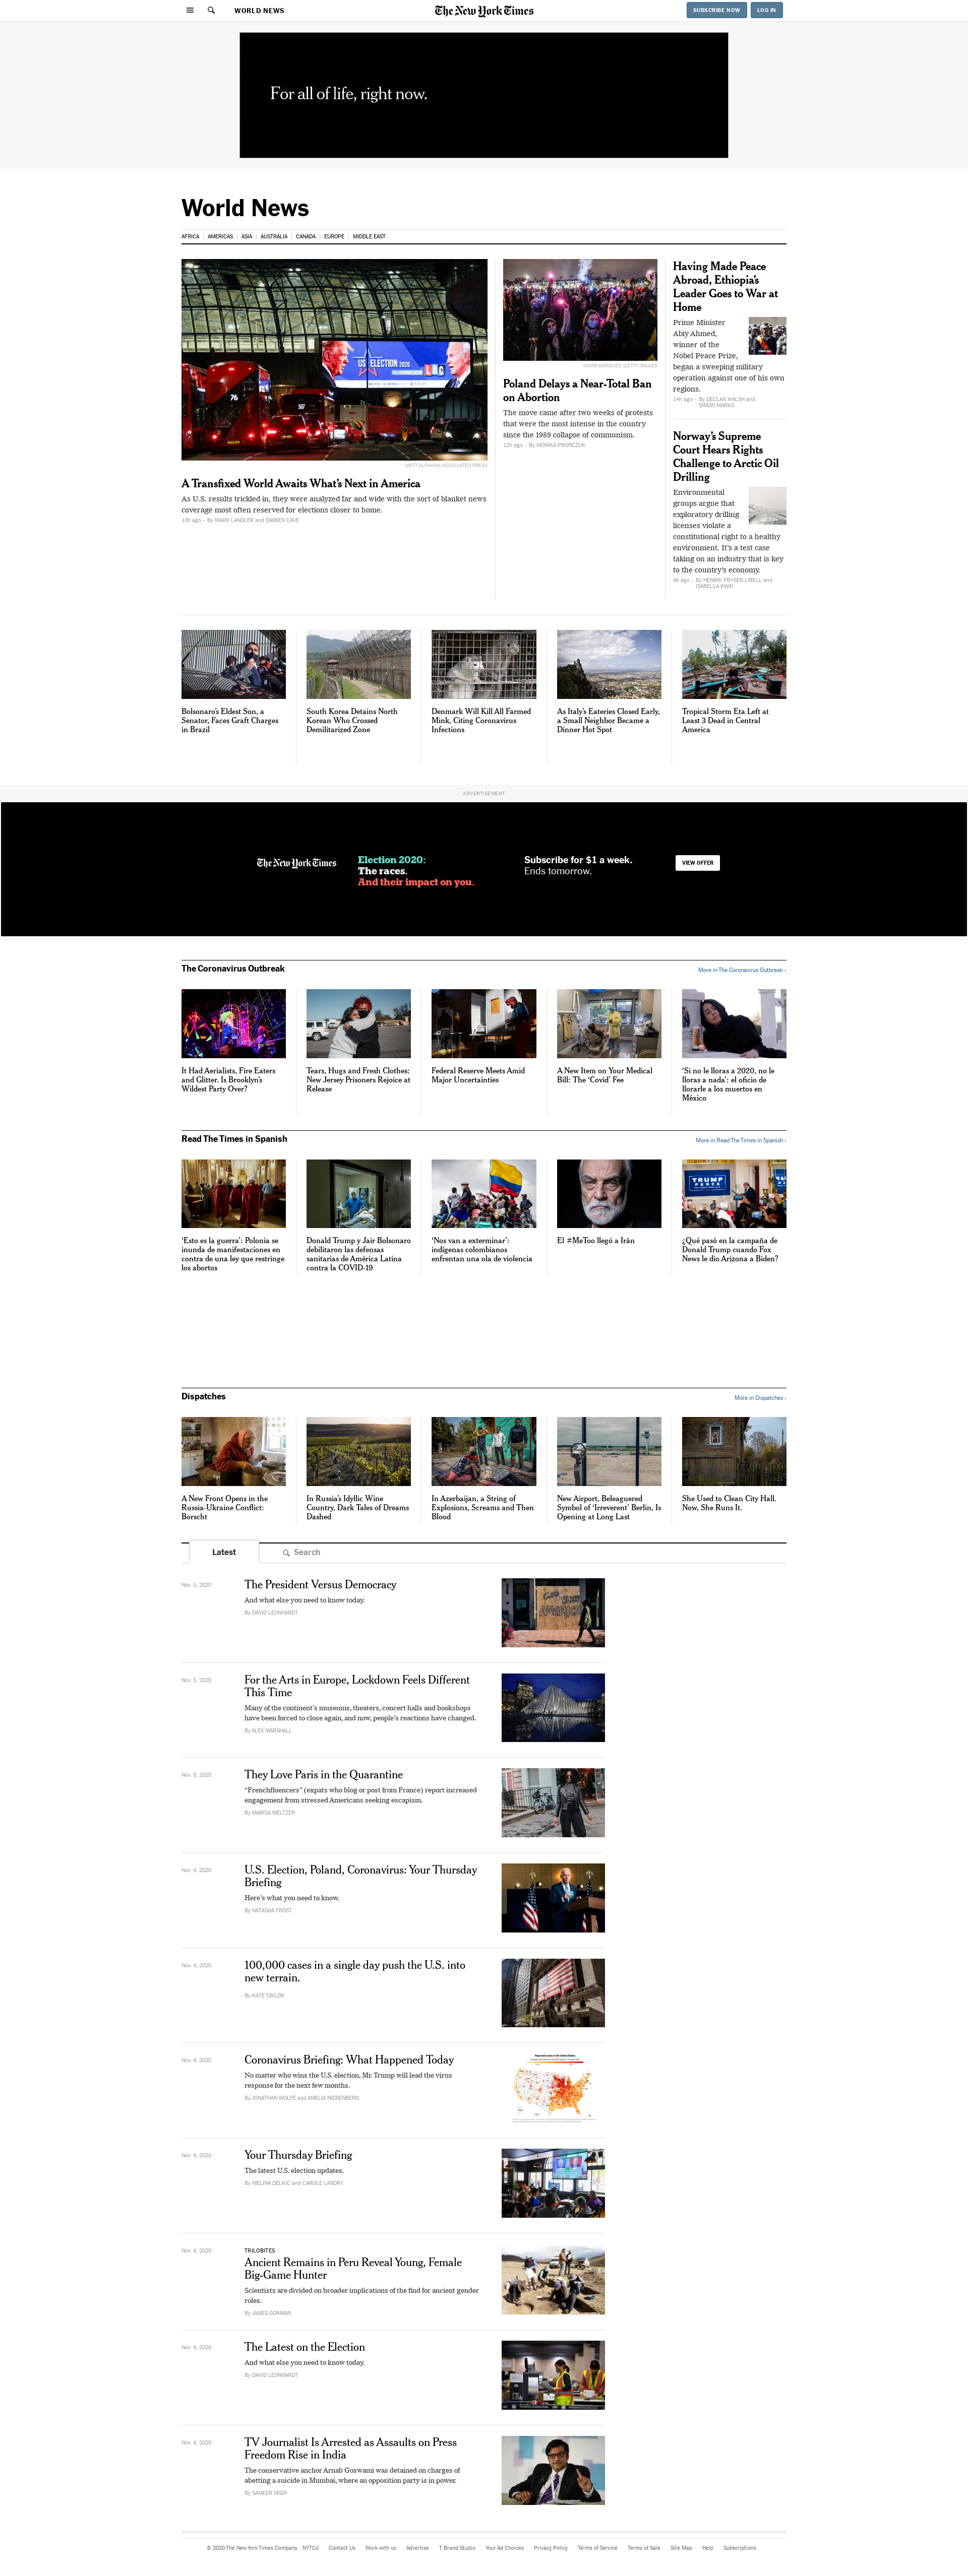 WORLD NEWS
The New York Times
SUBSCRIBE NOW
LOG IN
For all of life, right now.
World News
AFRICA
AMERICAS
ASIA
AUSTRALIA
CANADA
EUROPE
MIDDLE EAST
76
US ELECTION 2020
LBC
MATT DUNHAM/ASSOCIATED PRESS
A Transfixed World Awaits What's Next in America
As U.S. results trickled in, they were analyzed far and wide with the sort of blanket news
coverage most often reserved for elections closer to home.
13h ago – By MARK LANDLER and DAMIEN CAVE
OMAR MARQUES/GETTY IMAGES
Poland Delays a Near-Total Ban
on Abortion
The move came after two weeks of protests
that were the most intense in the country
since the 1989 collapse of communism.
12h ago – By MONIKA PRONCZUK
Having Made Peace
Abroad, Ethiopia's
Leader Goes to War at
Home
Prime Minister
Abiy Ahmed,
winner of the
Nobel Peace Prize,
began a sweeping military
operation against one of his own
regions.
14h ago – By DECLAN WALSH and
SIMON MARKS
Norway's Supreme
Court Hears Rights
Challenge to Arctic Oil
Drilling
Environmental
groups argue that
exploratory drilling
licenses violate a
constitutional right to a healthy
environment. It's a test case
taking on an industry that is key
to the country's economy.
4h ago – By HENRIK PRYSER LIBELL and
ISABELLA KWAI
Bolsonaro's Eldest Son, a
Senator, Faces Graft Charges
in Brazil
South Korea Detains North
Korean Who Crossed
Demilitarized Zone
Denmark Will Kill All Farmed
Mink, Citing Coronavirus
Infections
As Italy's Eateries Closed Early,
a Small Neighbor Became a
Dinner Hot Spot
Tropical Storm Eta Left at
Least 3 Dead in Central
America
ADVERTISEMENT
The New York Times
Election 2020:
The races.
And their impact on you.
Subscribe for $1 a week.
Ends tomorrow.
VIEW OFFER
The Coronavirus Outbreak
More in The Coronavirus Outbreak ›
It Had Aerialists, Fire Eaters
and Glitter. Is Brooklyn's
Wildest Party Over?
Tears, Hugs and Fresh Clothes:
New Jersey Prisoners Rejoice at
Release
Federal Reserve Meets Amid
Major Uncertainties
A New Item on Your Medical
Bill: The 'Covid' Fee
'Si no le lloras a 2020, no le
lloras a nada': el oficio de
llorarle a los muertos en
México
Read The Times in Spanish
More in Read The Times in Spanish ›
'Esto es la guerra': Polonia se
inunda de manifestaciones en
contra de una ley que restringe
los abortos
Donald Trump y Jair Bolsonaro
debilitaron las defensas
sanitarias de América Latina
contra la COVID-19
'Nos van a exterminar':
indígenas colombianos
enfrentan una ola de violencia
El #MeToo llegó a Irán
TRUMP
PENCE
¿Qué pasó en la campaña de
Donald Trump cuando Fox
News le dio Arizona a Biden?
Dispatches
More in Dispatches ›
A New Front Opens in the
Russia-Ukraine Conflict:
Borscht
In Russia's Idyllic Wine
Country, Dark Tales of Dreams
Dashed
In Azerbaijan, a String of
Explosions, Screams and Then
Blood
New Airport, Beleaguered
Symbol of 'Irreverent' Berlin, Is
Opening at Long Last
She Used to Clean City Hall.
Now, She Runs It.
Latest
Search
Nov. 5, 2020
The President Versus Democracy
And what else you need to know today.
By DAVID LEONHARDT
Nov. 5, 2020
For the Arts in Europe, Lockdown Feels Different
This Time
Many of the continent's museums, theaters, concert halls and bookshops
have been forced to close again, and now, people's reactions have changed.
By ALEX MARSHALL
Nov. 5, 2020
They Love Paris in the Quarantine
"Frenchfluencers" (expats who blog or post from France) report increased
engagement from stressed Americans seeking escapism.
By MARISA MELTZER
Nov. 4, 2020
U.S. Election, Poland, Coronavirus: Your Thursday
Briefing
Here's what you need to know.
By NATASHA FROST
Nov. 4, 2020
100,000 cases in a single day push the U.S. into
new terrain.
By KATE TAYLOR
Nov. 4, 2020
Coronavirus Briefing: What Happened Today
No matter who wins the U.S. election, Mr. Trump will lead the virus
response for the next few months.
By JONATHAN WOLFE and AMELIA NIERENBERG
Nov. 4, 2020
Your Thursday Briefing
The latest U.S. election updates.
By MELINA DELKIC and CAROLE LANDRY
Nov. 4, 2020
TRILOBITES
Ancient Remains in Peru Reveal Young, Female
Big-Game Hunter
Scientists are divided on broader implications of the find for ancient gender
roles.
By JAMES GORMAN
Nov. 4, 2020
The Latest on the Election
And what else you need to know today.
By DAVID LEONHARDT
Nov. 4, 2020
TV Journalist Is Arrested as Assaults on Press
Freedom Rise in India
The conservative anchor Arnab Goswami was detained on charges of
abetting a suicide in Mumbai, where an opposition party is in power.
By SAMEER YASIR
© 2020 The New York Times Company
NYTCo
Contact Us
Work with us
Advertise
T Brand Studio
Your Ad Choices
Privacy Policy
Terms of Service
Terms of Sale
Site Map
Help
Subscriptions